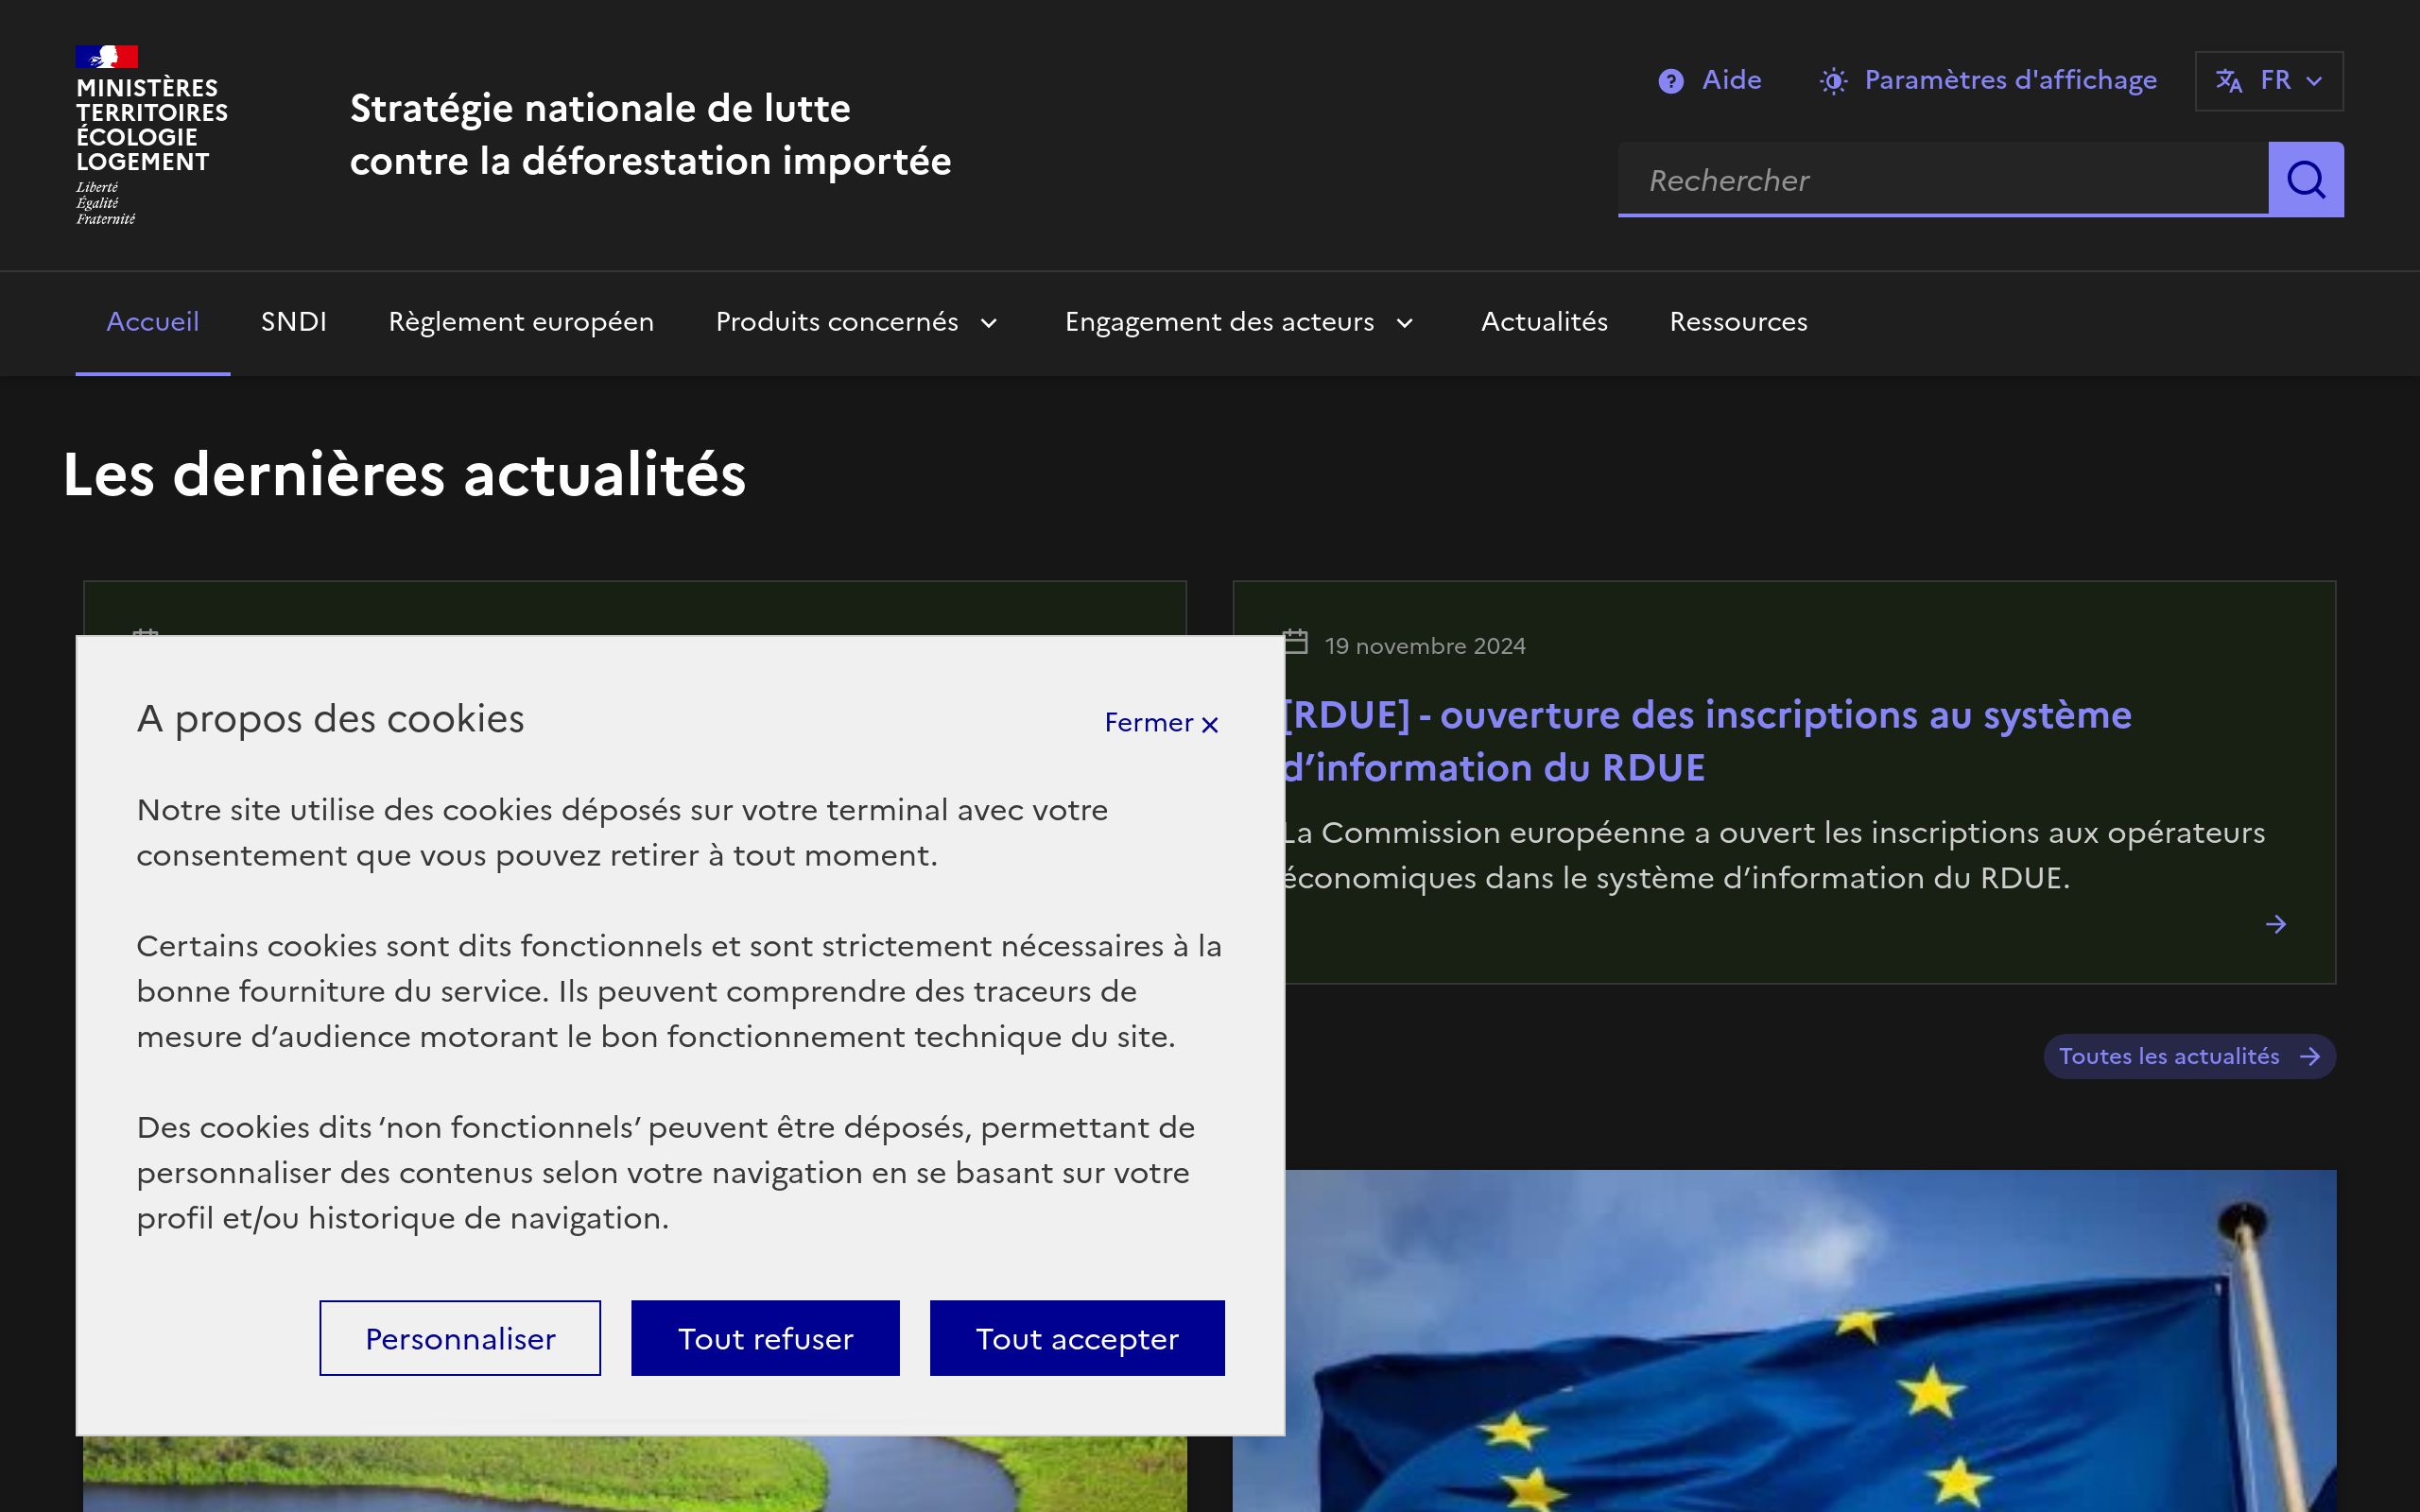 MINISTÈRES
TERRITOIRES
ÉCOLOGIE
LOGEMENT
Liberté
Égalité
Fraternité
Stratégie nationale de lutte
contre la déforestation importée
Aide
Paramètres d'affichage
FR
Rechercher
Accueil
SNDI
Règlement européen
Produits concernés
Engagement des acteurs
Actualités
Ressources
Les dernières actualités
19 novembre 2024
[RDUE] - ouverture des inscriptions au système
d’information du RDUE
La Commission européenne a ouvert les inscriptions aux opérateurs
économiques dans le système d’information du RDUE.
Toutes les actualités
A propos des cookies
Fermer
Notre site utilise des cookies déposés sur votre terminal avec votre
consentement que vous pouvez retirer à tout moment.
Certains cookies sont dits fonctionnels et sont strictement nécessaires à la
bonne fourniture du service. Ils peuvent comprendre des traceurs de
mesure d’audience motorant le bon fonctionnement technique du site.
Des cookies dits ‘non fonctionnels’ peuvent être déposés, permettant de
personnaliser des contenus selon votre navigation en se basant sur votre
profil et/ou historique de navigation.
Personnaliser
Tout refuser
Tout accepter